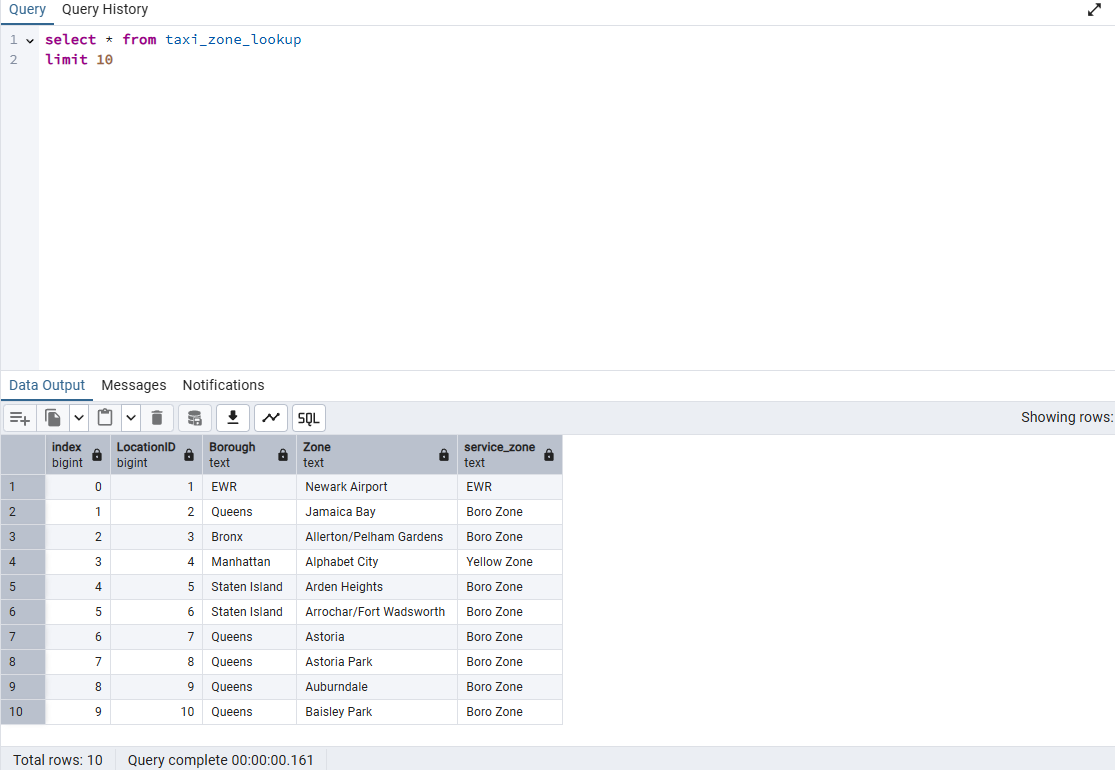 Query Query History
1 select * from taxi_zone_lookup
2 limit 10
Data Output Messages Notifications
SQL Showing rows:
index LocationID Borough Zone service_zone
bigint bigint text text text
1 0 1 EWR Newark Airport EWR
2 1 2 Queens Jamaica Bay Boro Zone
3 2 3 Bronx Allerton/Pelham Gardens Boro Zone
4 3 4 Manhattan Alphabet City Yellow Zone
5 4 5 Staten Island Arden Heights Boro Zone
6 5 6 Staten Island Arrochar/Fort Wadsworth Boro Zone
7 6 7 Queens Astoria Boro Zone
8 7 8 Queens Astoria Park Boro Zone
9 8 9 Queens Auburndale Boro Zone
10 9 10 Queens Baisley Park Boro Zone
Total rows: 10 Query complete 00:00:00.161